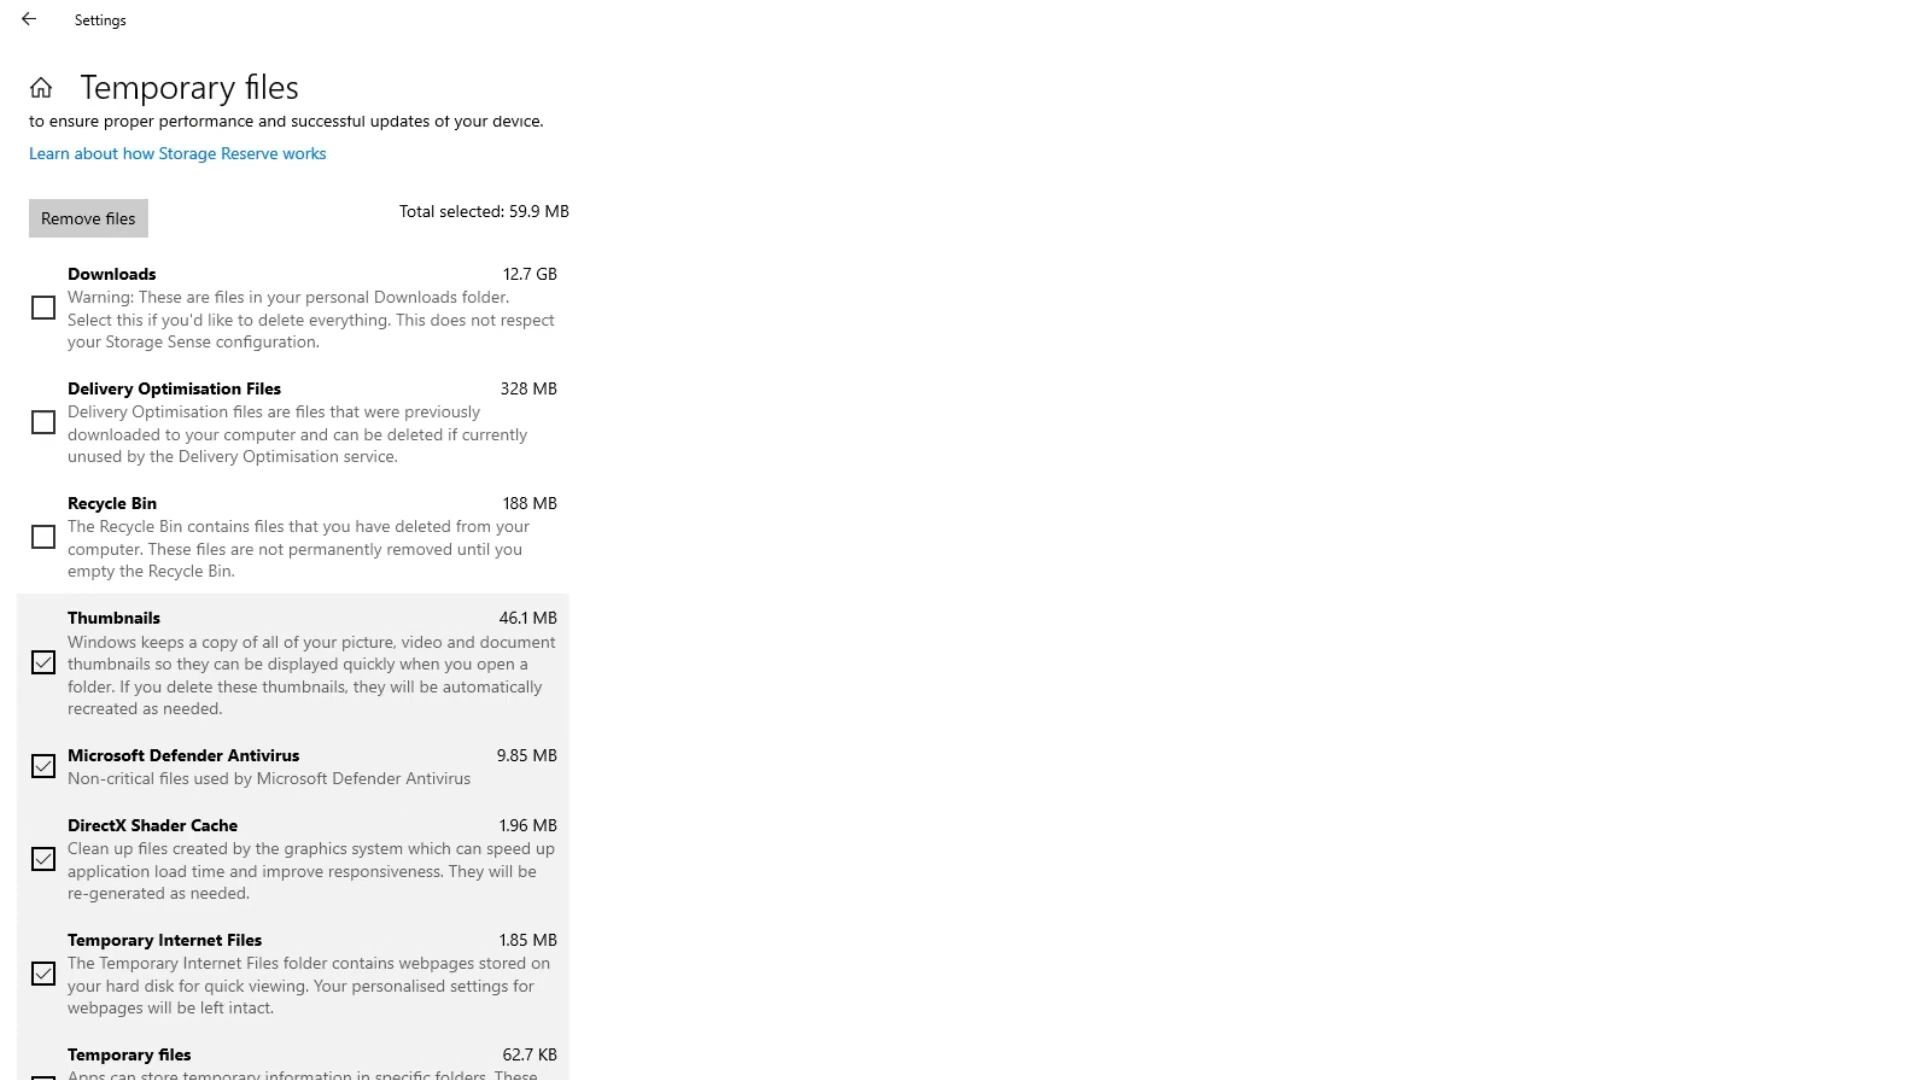 Settings
Temporary files
to ensure proper performance and successful updates of your device.
Learn about how Storage Reserve works
Remove files
Total selected: 59.9 MB
Downloads 12.7 GB
Warning: These are files in your personal Downloads folder.
Select this if you'd like to delete everything. This does not respect
your Storage Sense configuration.
Delivery Optimisation Files 328 MB
Delivery Optimisation files are files that were previously
downloaded to your computer and can be deleted if currently
unused by the Delivery Optimisation service.
Recycle Bin 188 MB
The Recycle Bin contains files that you have deleted from your
computer. These files are not permanently removed until you
empty the Recycle Bin.
Thumbnails 46.1 MB
Windows keeps a copy of all of your picture, video and document
thumbnails so they can be displayed quickly when you open a
folder. If you delete these thumbnails, they will be automatically
recreated as needed.
Microsoft Defender Antivirus 9.85 MB
Non-critical files used by Microsoft Defender Antivirus
DirectX Shader Cache 1.96 MB
Clean up files created by the graphics system which can speed up
application load time and improve responsiveness. They will be
re-generated as needed.
Temporary Internet Files 1.85 MB
The Temporary Internet Files folder contains webpages stored on
your hard disk for quick viewing. Your personalised settings for
webpages will be left intact.
Temporary files 62.7 KB
Apps can store temporary information in specific folders. These